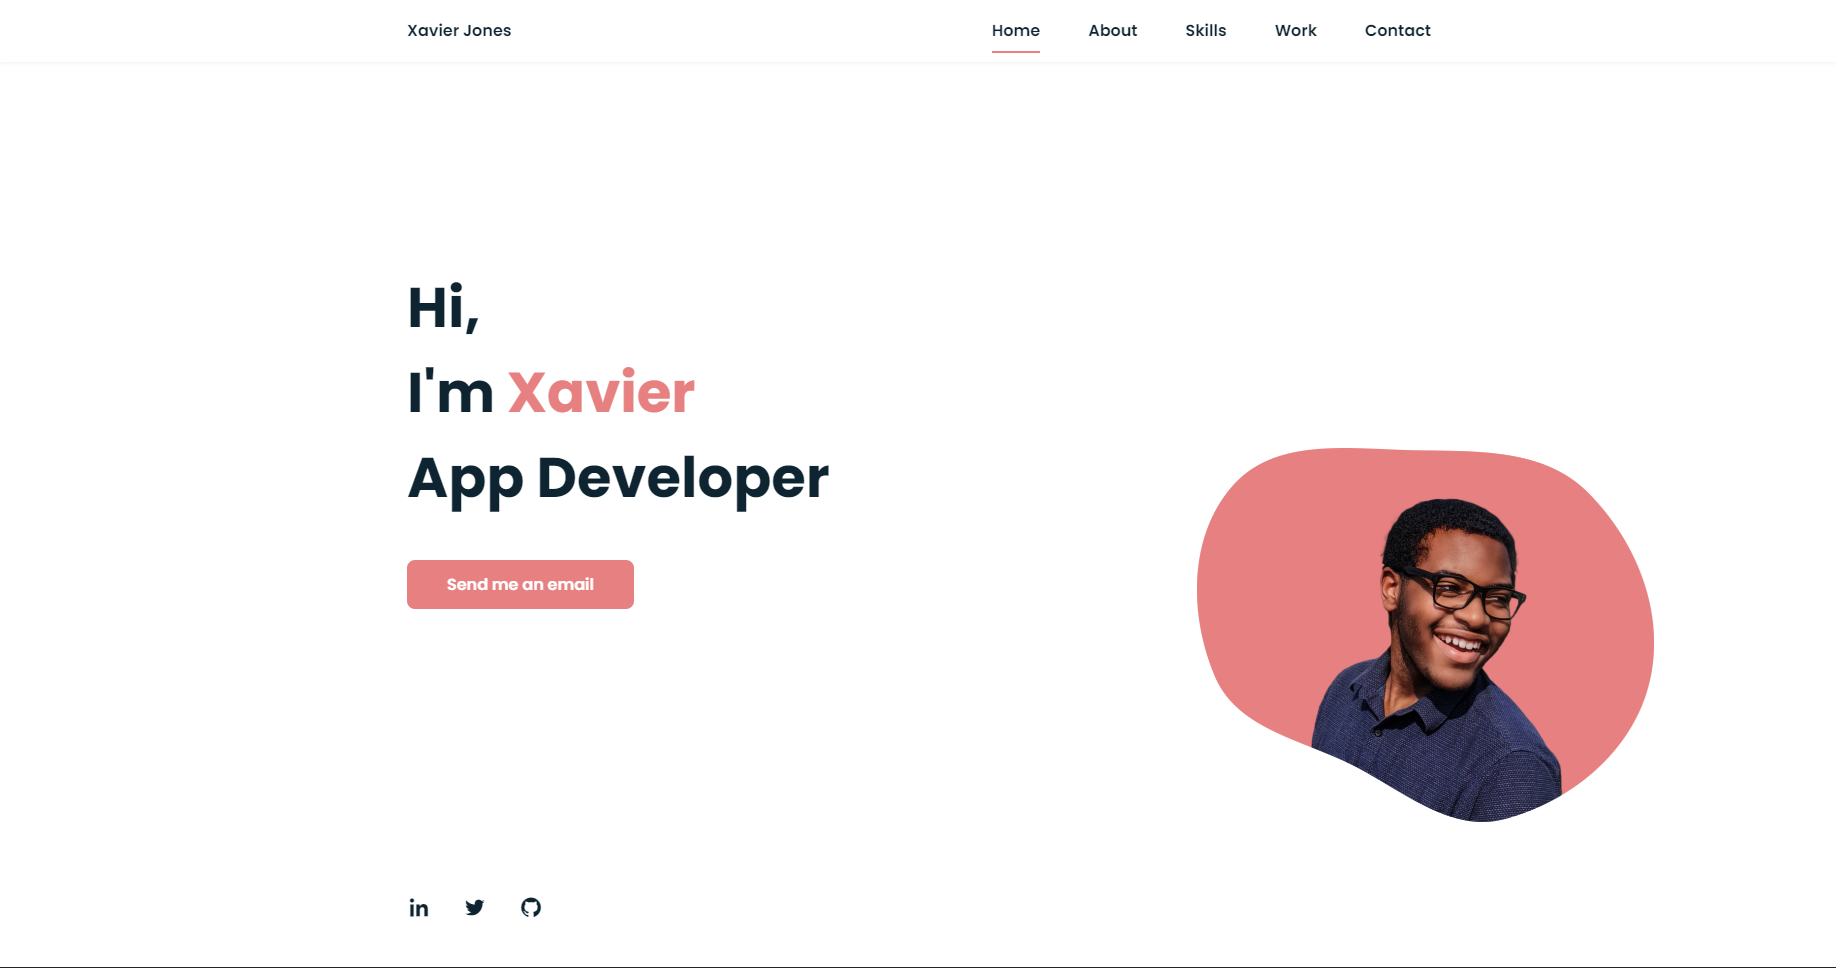 Xavier Jones
Home About Skills Work Contact
Hi,
I'm Xavier
App Developer
Send me an email
in